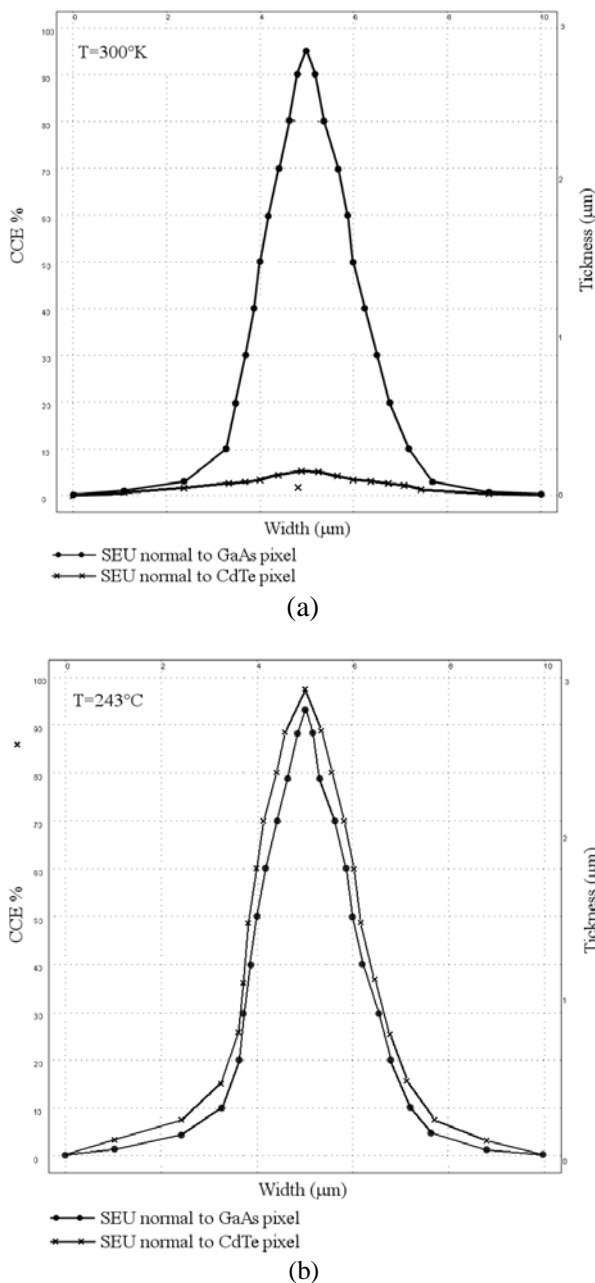 0 2 4 6 8 10
T=300°K
100
90
80
70
60
50
40
30
20
10
0
CCE %
3
2
1
0
Tickness (μm)
Width (μm)
SEU normal to GaAs pixel
SEU normal to CdTe pixel
(a)
0 2 4 6 8 10
T=243°C
100
90
80
70
60
50
40
30
20
10
0
CCE %
3
2
1
0
Tickness (μm)
Width (μm)
SEU normal to GaAs pixel
SEU normal to CdTe pixel
(b)